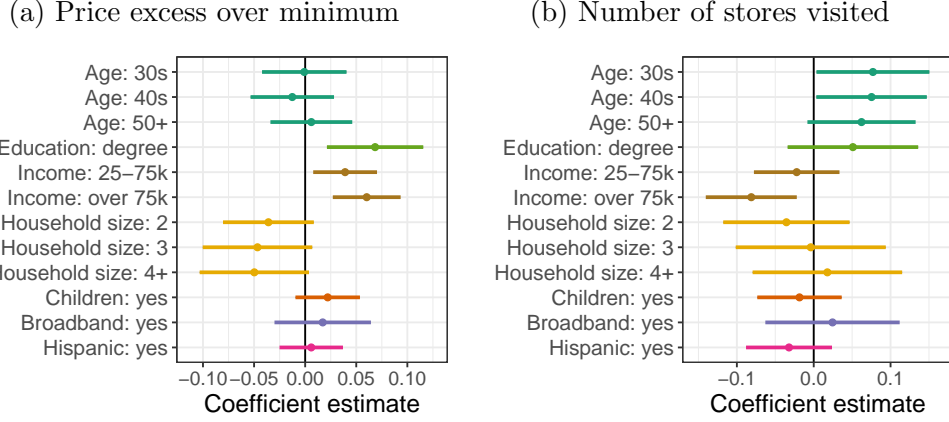 (a) Price excess over minimum
Age: 30s
Age: 40s
Age: 50+
Education: degree
Income: 25−75k
Income: over 75k
Household size: 2
Household size: 3
Household size: 4+
Children: yes
Broadband: yes
Hispanic: yes
−0.10 −0.05 0.00 0.05 0.10
Coefficient estimate
(b) Number of stores visited
Age: 30s
Age: 40s
Age: 50+
Education: degree
Income: 25−75k
Income: over 75k
Household size: 2
Household size: 3
Household size: 4+
Children: yes
Broadband: yes
Hispanic: yes
−0.1 0.0 0.1
Coefficient estimate